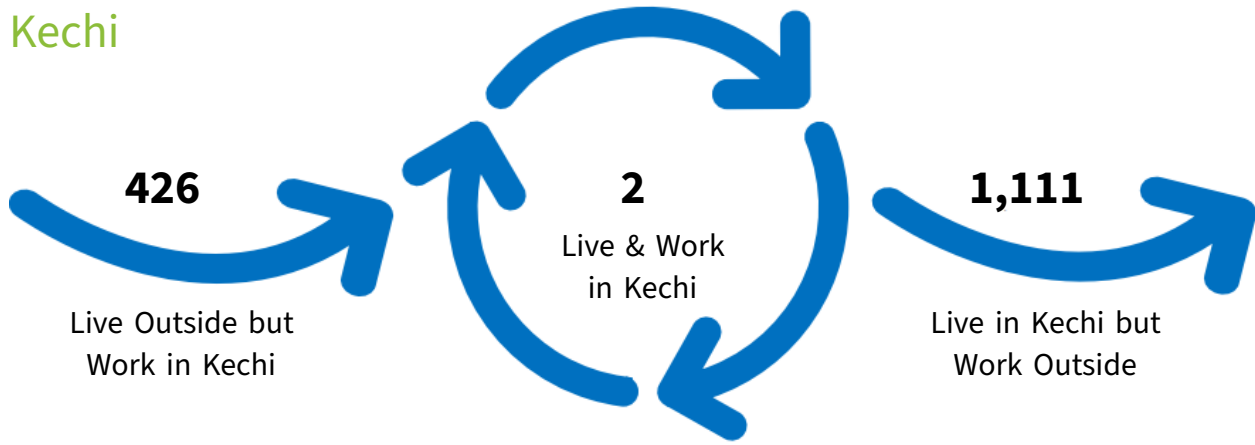 Kechi
426
Live Outside but
Work in Kechi
2
Live & Work
in Kechi
1,111
Live in Kechi but
Work Outside